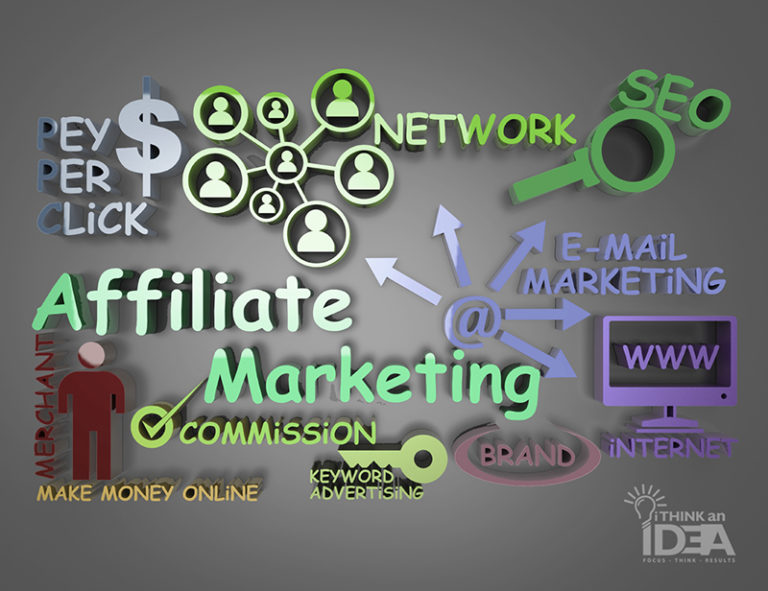 PEY
PER
CLiCK
$
NETWORK
SEO
E-MAiL
MARKETiNG
@
Affiliate
Marketing
WWW
iNTERNET
MERCHANT
COMMiSSiON
BRAND
KEYWORD
ADVERTiSiNG
MAKE MONEY ONLiNE
iTHINK an
IDEA
FOCUS - THINK - RESULTS